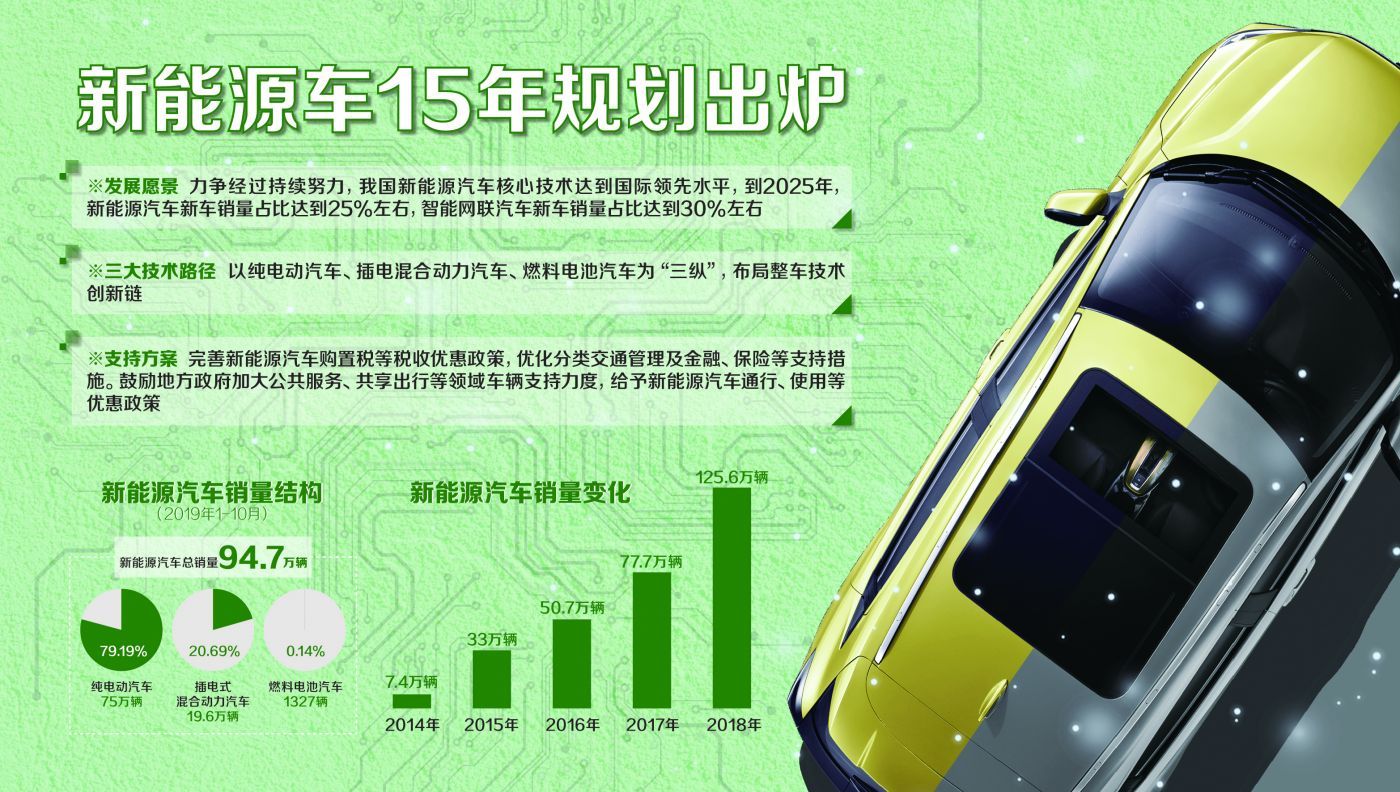 新能源车15年规划出炉
※发展愿景 力争经过持续努力，我国新能源汽车核心技术达到国际领先水平，到2025年，
新能源汽车新车销量占比达到25%左右，智能网联汽车新车销量占比达到30%左右
※三大技术路径 以纯电动汽车、插电混合动力汽车、燃料电池汽车为“三纵”，布局整车技术
创新链
※支持方案 完善新能源汽车购置税等税收优惠政策，优化分类交通管理及金融、保险等支持措
施。鼓励地方政府加大公共服务、共享出行等领域车辆支持力度，给予新能源汽车通行、使用等
优惠政策
新能源汽车销量结构
（2019年1-10月）
新能源汽车总销量94.7万辆
79.19%
20.69%
0.14%
纯电动汽车
75万辆
插电式
混合动力汽车
19.6万辆
燃料电池汽车
1327辆
新能源汽车销量变化
7.4万辆
33万辆
50.7万辆
77.7万辆
125.6万辆
2014年
2015年
2016年
2017年
2018年